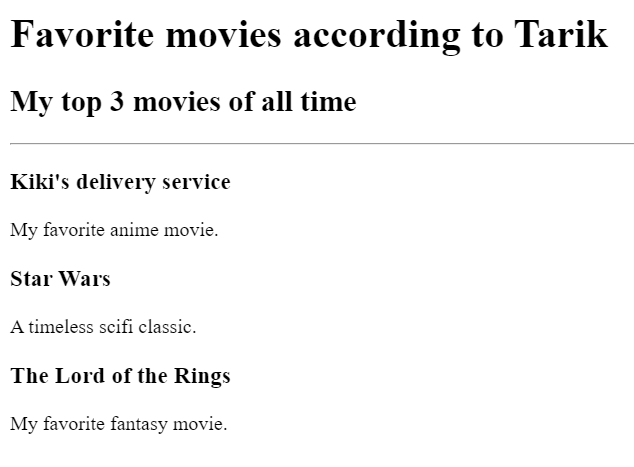 Favorite movies according to Tarik
My top 3 movies of all time
Kiki's delivery service
My favorite anime movie.
Star Wars
A timeless scifi classic.
The Lord of the Rings
My favorite fantasy movie.